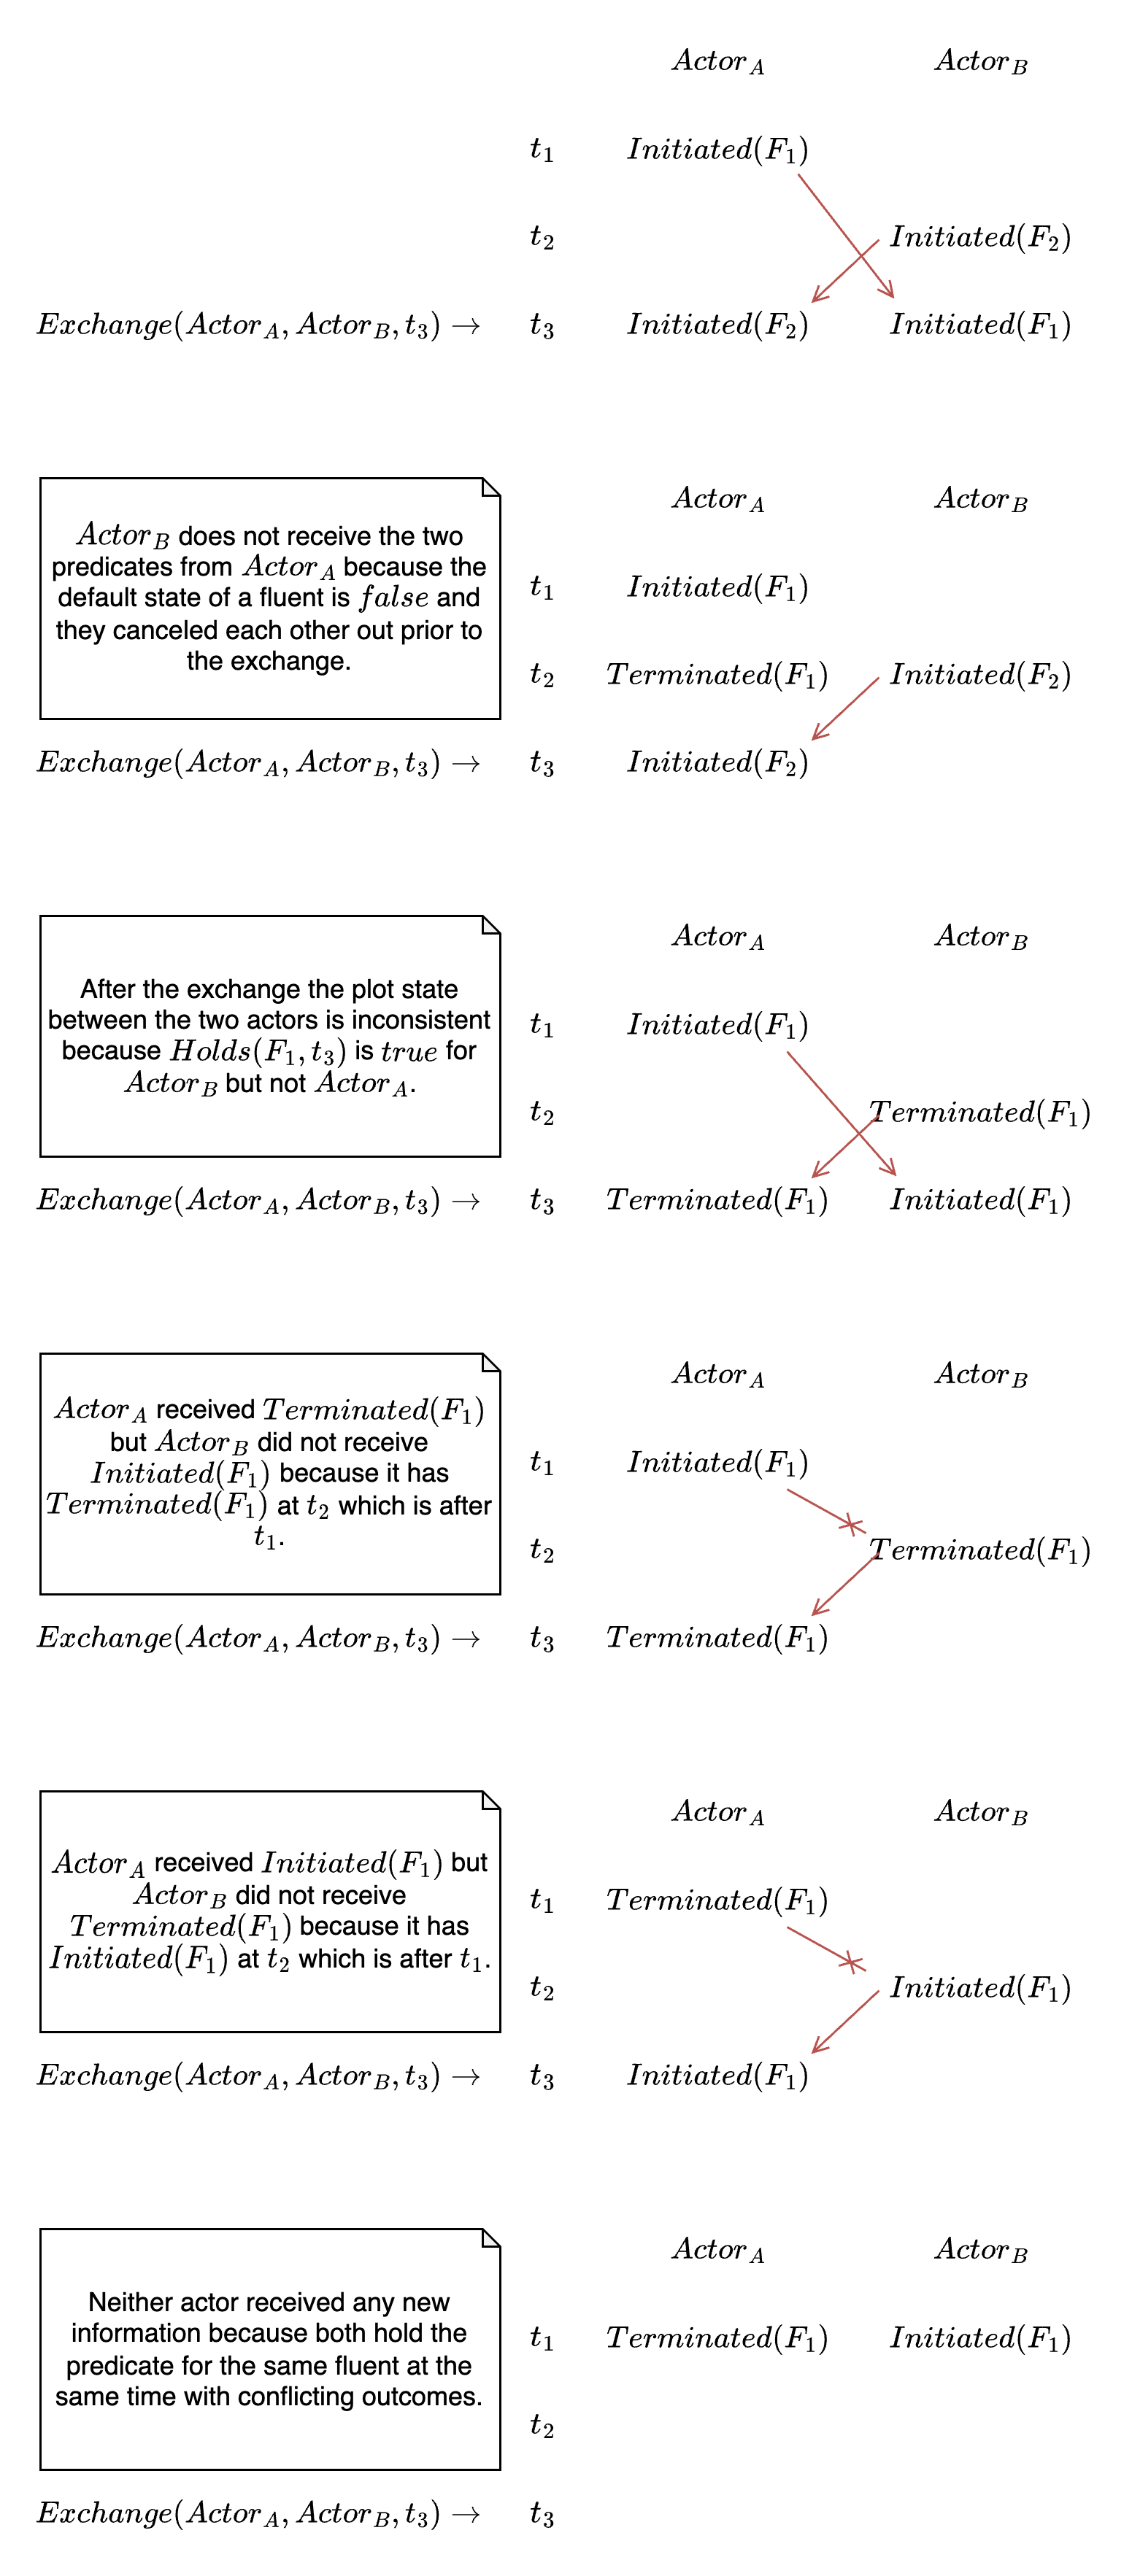 Actor_A Actor_B
t_1 Initiated(F_1)
t_2 Initiated(F_2)
Exchange(Actor_A, Actor_B, t_3) → t_3 Initiated(F_2) Initiated(F_1)
Actor_B does not receive the two
predicates from Actor_A because the
default state of a fluent is false and
they canceled each other out prior to
the exchange.
Actor_A Actor_B
t_1 Initiated(F_1)
t_2 Terminated(F_1) Initiated(F_2)
Exchange(Actor_A, Actor_B, t_3) → t_3 Initiated(F_2)
After the exchange the plot state
between the two actors is inconsistent
because Holds(F_1, t_3) is true for
Actor_B but not Actor_A.
Actor_A Actor_B
t_1 Initiated(F_1)
t_2 Terminated(F_1)
Exchange(Actor_A, Actor_B, t_3) → t_3 Terminated(F_1) Initiated(F_1)
Actor_A received Terminated(F_1)
but Actor_B did not receive
Initiated(F_1) because it has
Terminated(F_1) at t_2 which is after
t_1.
Actor_A Actor_B
t_1 Initiated(F_1)
t_2 Terminated(F_1)
Exchange(Actor_A, Actor_B, t_3) → t_3 Terminated(F_1)
Actor_A received Initiated(F_1) but
Actor_B did not receive
Terminated(F_1) because it has
Initiated(F_1) at t_2 which is after t_1.
Actor_A Actor_B
t_1 Terminated(F_1)
t_2 Initiated(F_1)
Exchange(Actor_A, Actor_B, t_3) → t_3 Initiated(F_1)
Neither actor received any new
information because both hold the
predicate for the same fluent at the
same time with conflicting outcomes.
Actor_A Actor_B
t_1 Terminated(F_1) Initiated(F_1)
t_2
Exchange(Actor_A, Actor_B, t_3) → t_3